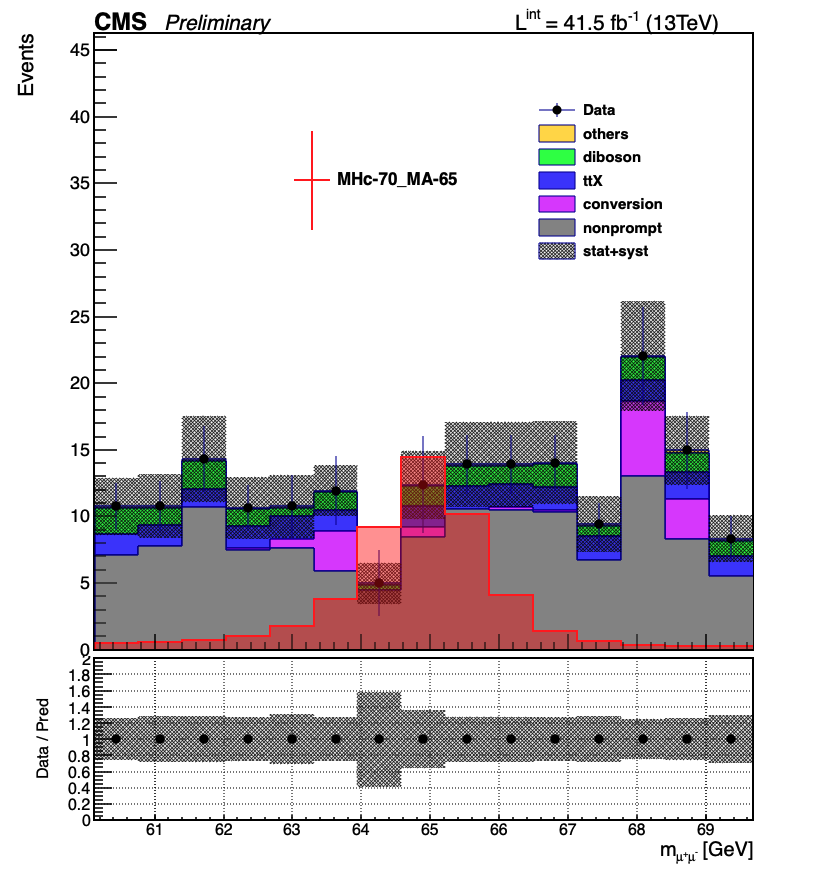 CMS Preliminary
L^int = 41.5 fb^-1 (13TeV)
Events
45
40
35
30
25
20
15
10
5
0
MHc-70_MA-65
Data
others
diboson
ttX
conversion
nonprompt
stat+syst
Data / Pred
2
1.8
1.6
1.4
1.2
1
0.8
0.6
0.4
0.2
0
61 62 63 64 65 66 67 68 69
m_μ⁺μ⁻ [GeV]